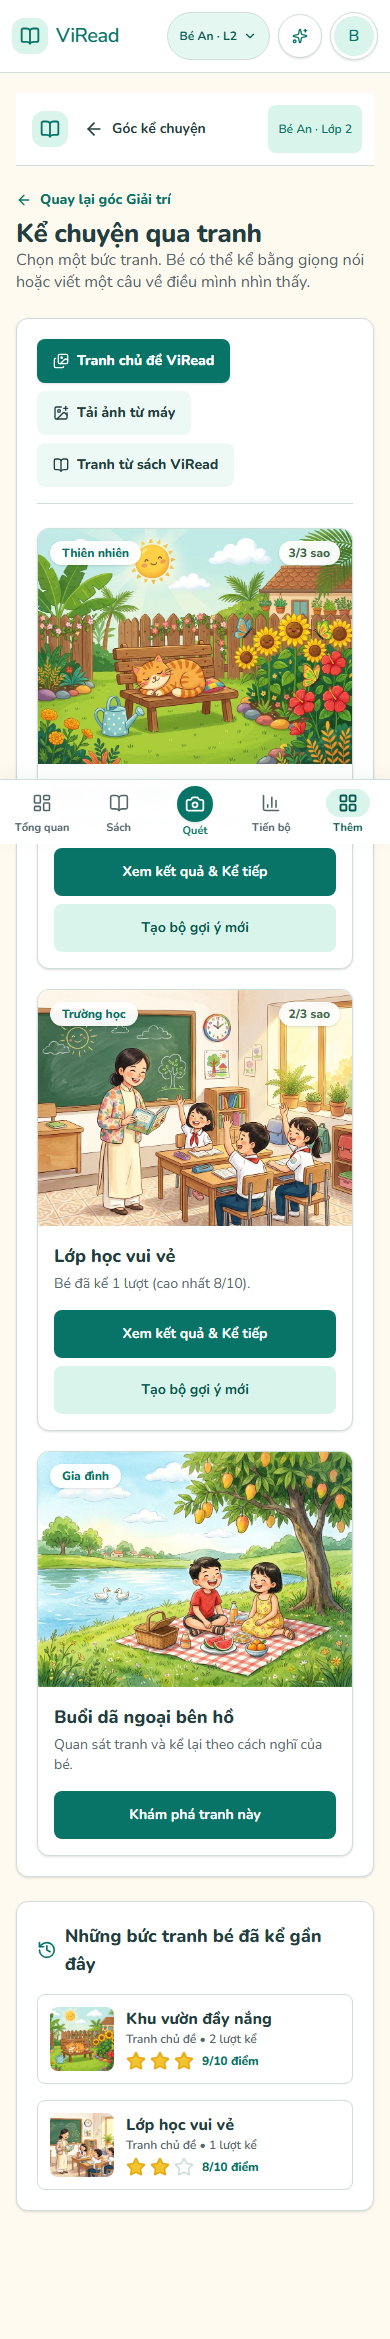 ViRead
Bé An · L2
B
Góc kể chuyện
Bé An · Lớp 2
Quay lại góc Giải trí
Kể chuyện qua tranh
Chọn một bức tranh. Bé có thể kể bằng giọng nói
hoặc viết một câu về điều mình nhìn thấy.
Tranh chủ đề ViRead
Tải ảnh từ máy
Tranh từ sách ViRead
Thiên nhiên
3/3 sao
Tổng quan
Sách
Quét
Tiến bộ
Thêm
Xem kết quả & Kể tiếp
Tạo bộ gợi ý mới
Trường học
2/3 sao
Lớp học vui vẻ
Bé đã kể 1 lượt (cao nhất 8/10).
Xem kết quả & Kể tiếp
Tạo bộ gợi ý mới
Gia đình
Buổi dã ngoại bên hồ
Quan sát tranh và kể lại theo cách nghĩ của
bé.
Khám phá tranh này
Những bức tranh bé đã kể gần
đây
Khu vườn đầy nắng
Tranh chủ đề • 2 lượt kể
9/10 điểm
Lớp học vui vẻ
Tranh chủ đề • 1 lượt kể
8/10 điểm